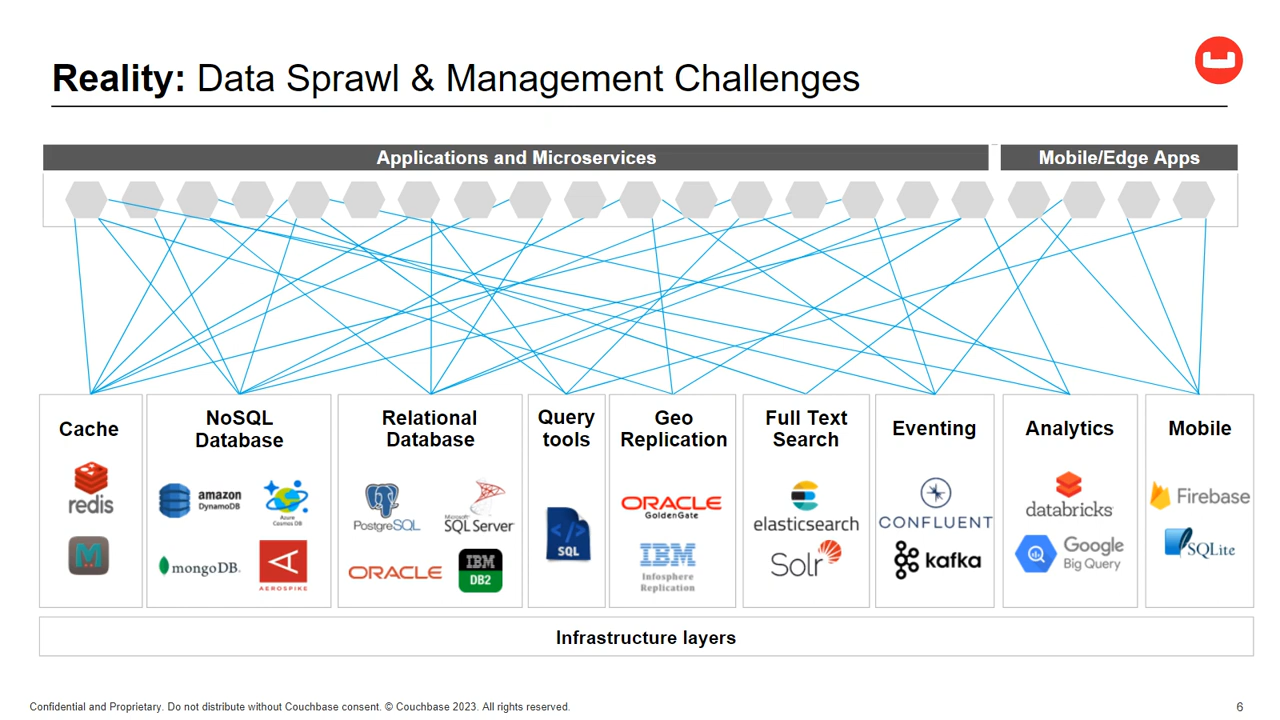 Reality: Data Sprawl & Management Challenges
Applications and Microservices
Mobile/Edge Apps
Cache
redis
M
NoSQL
Database
amazon
DynamoDB
Azure
Cosmos DB
mongoDB.
AEROSPIKE
Relational
Database
PostgreSQL
Microsoft
SQL Server
ORACLE
IBM
DB2
Query
tools
</>
SQL
Geo
Replication
ORACLE
GoldenGate
IBM
Infosphere
Replication
Full Text
Search
elasticsearch
Solr
Eventing
CONFLUENT
kafka
Analytics
databricks
Google
Big Query
Mobile
Firebase
SQLite
Infrastructure layers
Confidential and Proprietary. Do not distribute without Couchbase consent. © Couchbase 2023. All rights reserved.
6